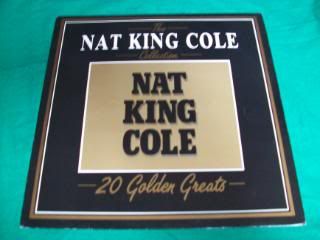 The
NAT KING COLE
Collection
NAT
KING
COLE
20 Golden Greats